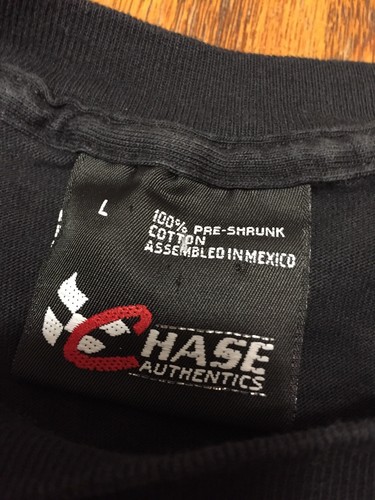 L
100% PRE-SHRUNK
COTTON
ASSEMBLED IN MEXICO
CHASE
AUTHENTICS